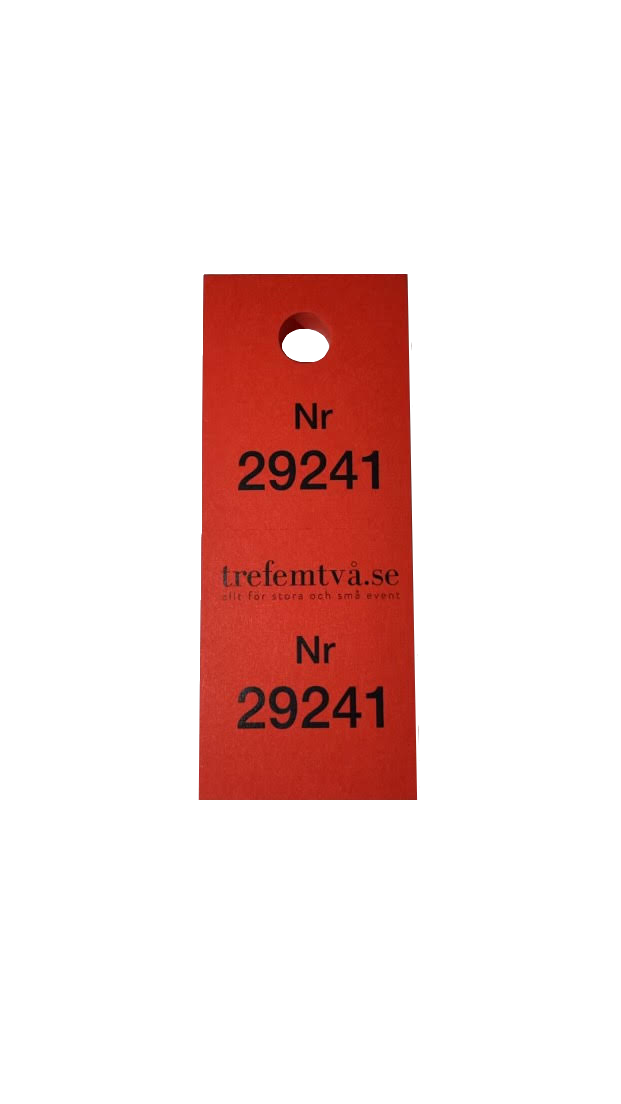 Nr
29241
trefemtvå.se
allt för stora och små event
Nr
29241